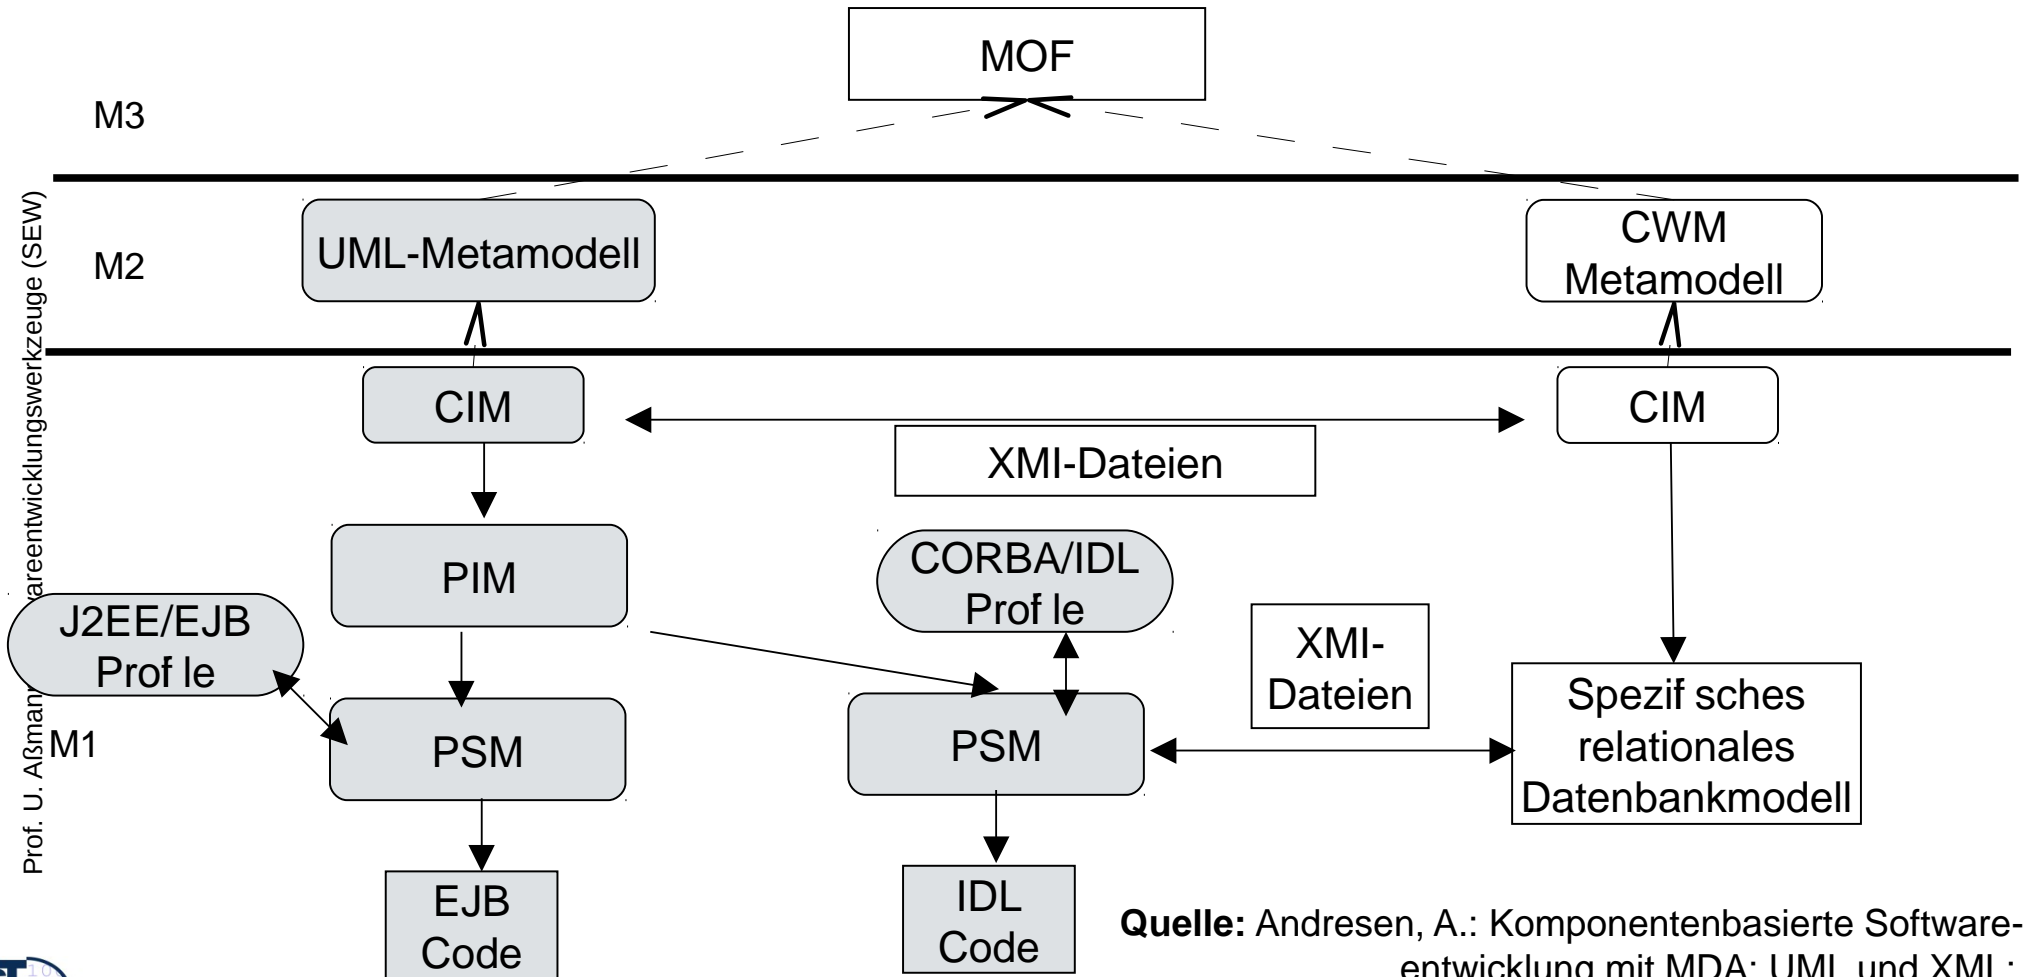 MOF
M3
UML-Metamodell
CWM
Metamodell
M2
CIM
CIM
XMI-Dateien
PIM
CORBA/IDL
Prof le
J2EE/EJB
Prof le
XMI-
Dateien
PSM
PSM
Spezif sches
relationales
Datenbankmodell
M1
EJB
Code
IDL
Code
Prof. U. Aßmann
areentwicklungswerkzeuge (SEW)
Quelle: Andresen, A.: Komponentenbasierte Software-
entwicklung mit MDA; UML und XML;